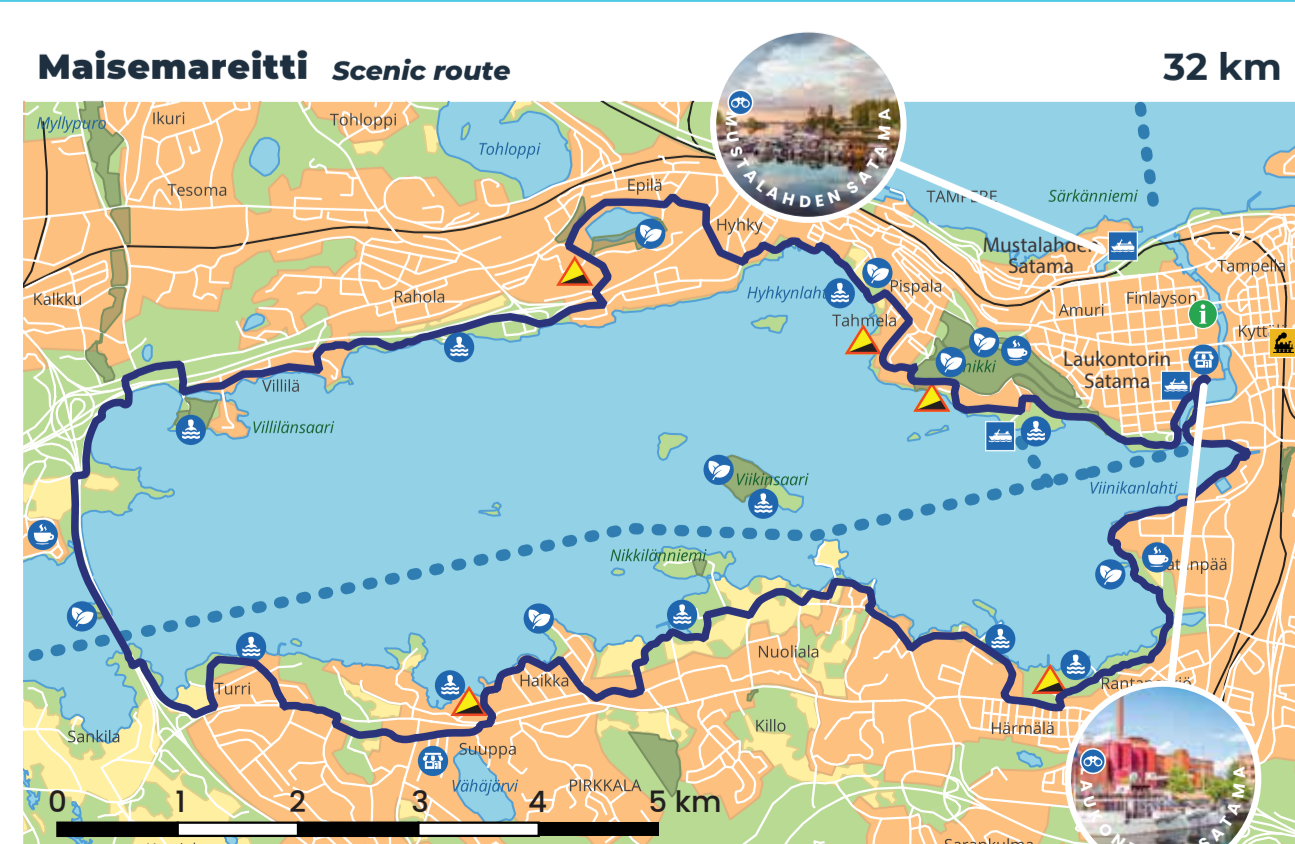 Maisemareitti Scenic route
32 km
Myllypuro
Ikuri
Tohloppi
Tohloppi
Tesoma
Epilä
MUSTALAHDEN SATAMA
TAMPERE
Särkänniemi
Hyhky
Mustalahden
Satama
Tampella
Kalkku
Rahola
Hyhkynlahti
Pispala
Amuri
Finlayson
i
Tahmela
Laukontorin
Satama
Villilä
Villilänsaari
Viikinsaari
Viinikanlahti
Nikkilänniemi
Nuoliala
Turri
Haikka
Sankila
Killo
Härmälä
Suuppa
Vähäjärvi
PIRKKALA
0 1 2 3 4 5 km